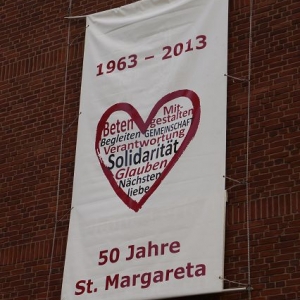 1963 – 2013
Beten
Mit-
gestalten
Begleiten GEMEINSCHAFT
Verantwortung
Solidarität
Glauben
Nächsten
liebe
50 Jahre
St. Margareta